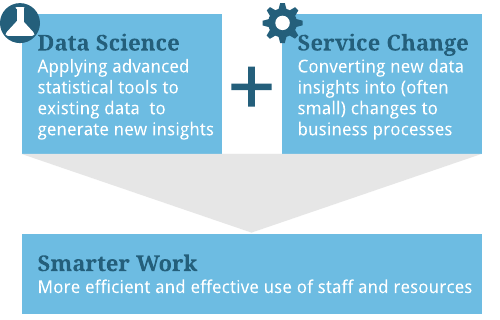 Data Science
Applying advanced
statistical tools to
existing data to
generate new insights
Service Change
Converting new data
insights into (often
small) changes to
business processes
Smarter Work
More efficient and effective use of staff and resources